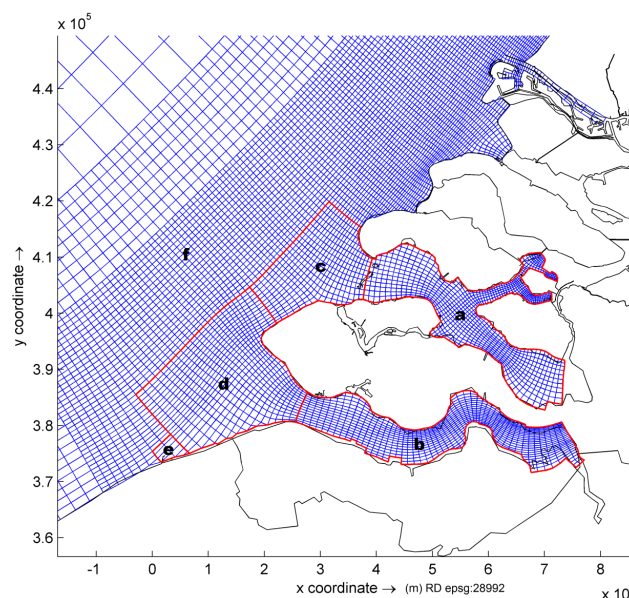 x 10⁵
4.4
4.3
4.2
4.1
4
3.9
3.8
3.7
3.6
y coordinate →
f
c
a
d
b
e
-1 0 1 2 3 4 5 6 7 8
x coordinate → (m) RD epsg:28992
x 10